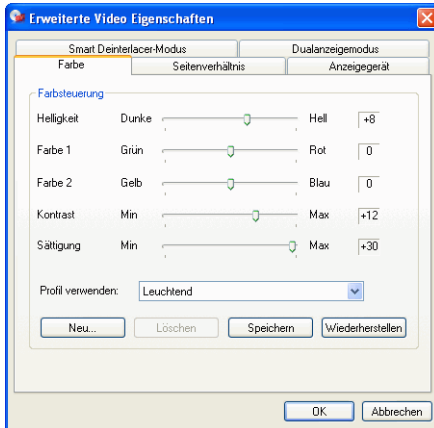 Erweiterte Video Eigenschaften
Smart Deinterlacer-Modus Dualanzeigemodus
Farbe Seitenverhältnis Anzeigegerät
Farbsteuerung
Helligkeit Dunke Hell +8
Farbe 1 Grün Rot 0
Farbe 2 Gelb Blau 0
Kontrast Min Max +12
Sättigung Min Max +30
Profil verwenden: Leuchtend
Neu... Löschen Speichern Wiederherstellen
OK Abbrechen